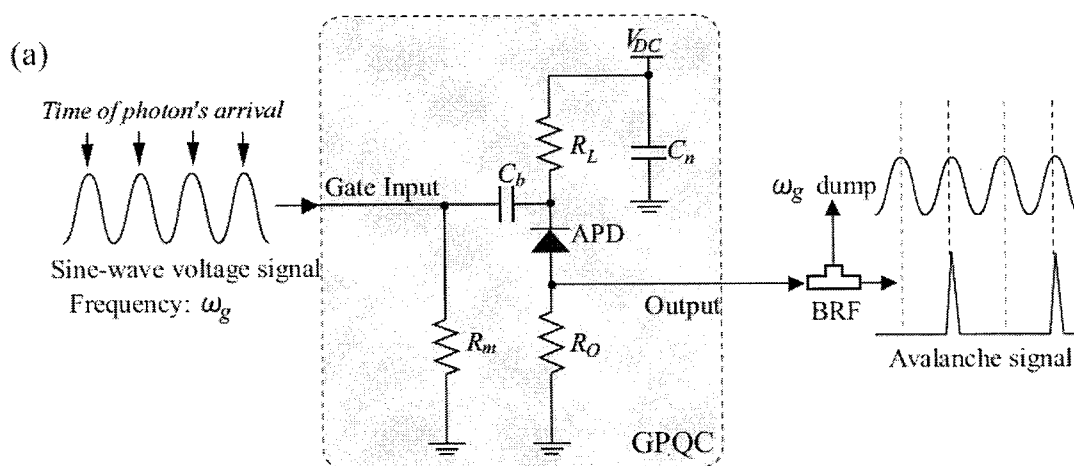 (a)
Time of photon's arrival
Gate Input
Sine-wave voltage signal
Frequency: ω_g
V_DC
R_L
C_n
C_b
APD
R_m
R_O
Output
GPQC
ω_g dump
BRF
Avalanche signal